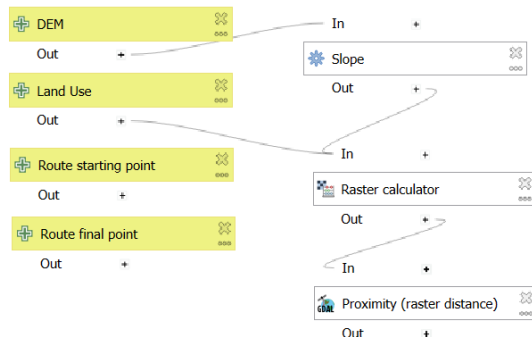 DEM
Out
Land Use
Out
Route starting point
Out
Route final point
Out
In
Slope
Out
In
Raster calculator
Out
In
GDAL Proximity (raster distance)
Out